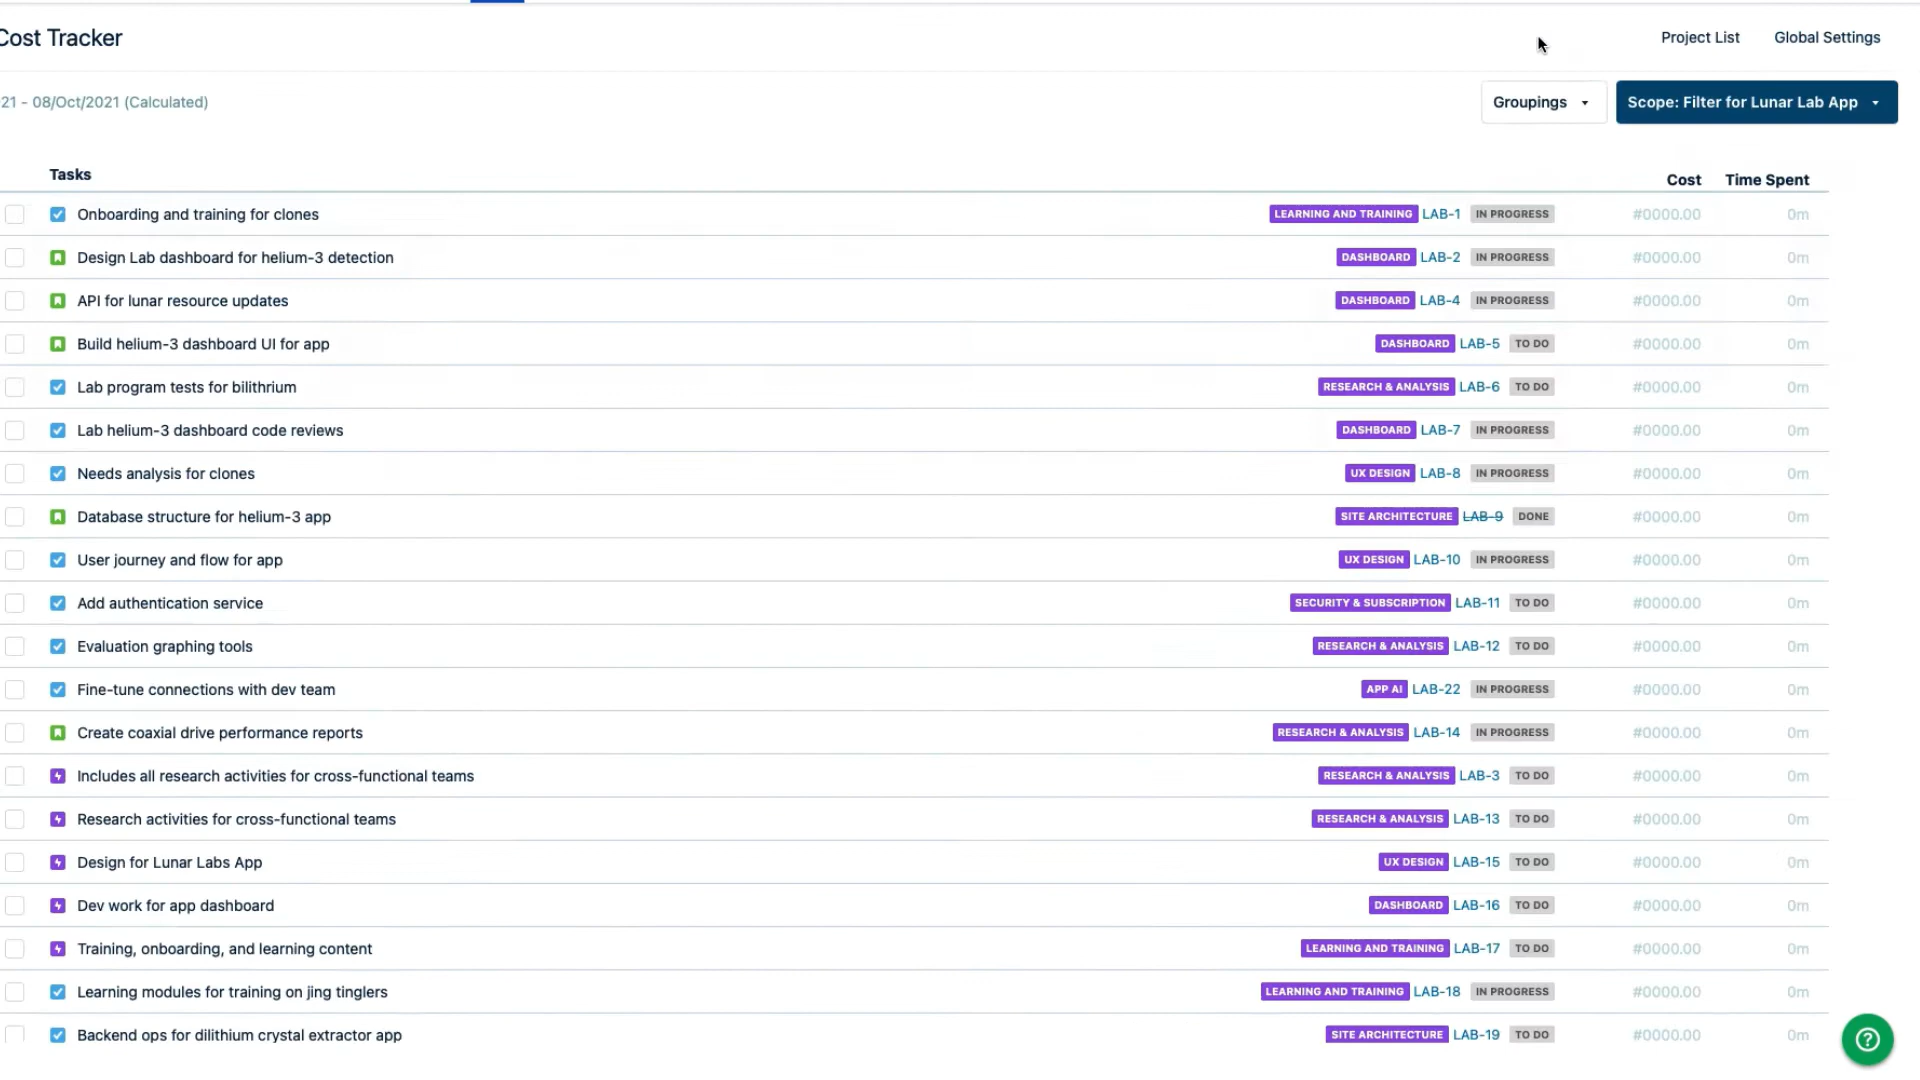 Cost Tracker
Project List Global Settings
21 - 08/Oct/2021 (Calculated)
Groupings
Scope: Filter for Lunar Lab App
Tasks Cost Time Spent
Onboarding and training for clones LEARNING AND TRAINING LAB-1 IN PROGRESS #0000.00 0m
Design Lab dashboard for helium-3 detection DASHBOARD LAB-2 IN PROGRESS #0000.00 0m
API for lunar resource updates DASHBOARD LAB-4 IN PROGRESS #0000.00 0m
Build helium-3 dashboard UI for app DASHBOARD LAB-5 TO DO #0000.00 0m
Lab program tests for bilithrium RESEARCH & ANALYSIS LAB-6 TO DO #0000.00 0m
Lab helium-3 dashboard code reviews DASHBOARD LAB-7 IN PROGRESS #0000.00 0m
Needs analysis for clones UX DESIGN LAB-8 IN PROGRESS #0000.00 0m
Database structure for helium-3 app SITE ARCHITECTURE LAB-9 DONE #0000.00 0m
User journey and flow for app UX DESIGN LAB-10 IN PROGRESS #0000.00 0m
Add authentication service SECURITY & SUBSCRIPTION LAB-11 TO DO #0000.00 0m
Evaluation graphing tools RESEARCH & ANALYSIS LAB-12 TO DO #0000.00 0m
Fine-tune connections with dev team APP AI LAB-22 IN PROGRESS #0000.00 0m
Create coaxial drive performance reports RESEARCH & ANALYSIS LAB-14 IN PROGRESS #0000.00 0m
Includes all research activities for cross-functional teams RESEARCH & ANALYSIS LAB-3 TO DO #0000.00 0m
Research activities for cross-functional teams RESEARCH & ANALYSIS LAB-13 TO DO #0000.00 0m
Design for Lunar Labs App UX DESIGN LAB-15 TO DO #0000.00 0m
Dev work for app dashboard DASHBOARD LAB-16 TO DO #0000.00 0m
Training, onboarding, and learning content LEARNING AND TRAINING LAB-17 TO DO #0000.00 0m
Learning modules for training on jing tinglers LEARNING AND TRAINING LAB-18 IN PROGRESS #0000.00 0m
Backend ops for dilithium crystal extractor app SITE ARCHITECTURE LAB-19 TO DO #0000.00 0m